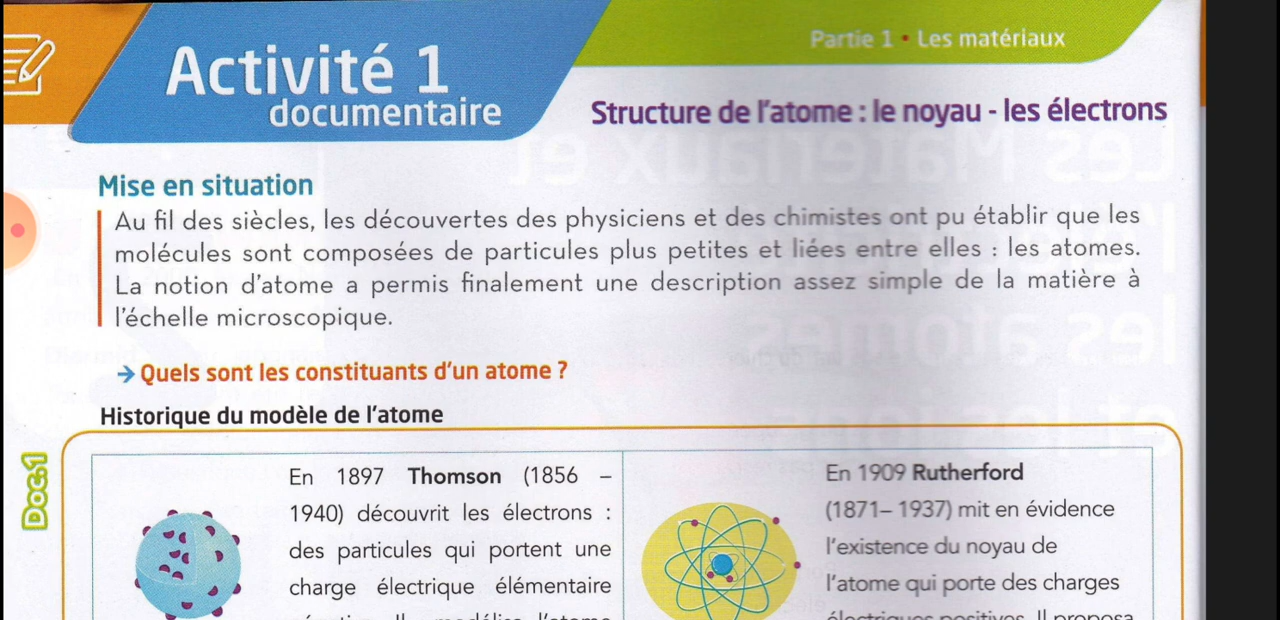 Partie 1 • Les matériaux
Activité 1
documentaire
Structure de l'atome : le noyau - les électrons
Mise en situation
Au fil des siècles, les découvertes des physiciens et des chimistes ont pu établir que les
molécules sont composées de particules plus petites et liées entre elles : les atomes.
La notion d'atome a permis finalement une description assez simple de la matière à
l'échelle microscopique.
→ Quels sont les constituants d'un atome ?
Historique du modèle de l'atome
Doc.1
En 1897 Thomson (1856 –
1940) découvrit les électrons :
des particules qui portent une
charge électrique élémentaire
En 1909 Rutherford
(1871– 1937) mit en évidence
l'existence du noyau de
l'atome qui porte des charges
électriques positives. Il proposa